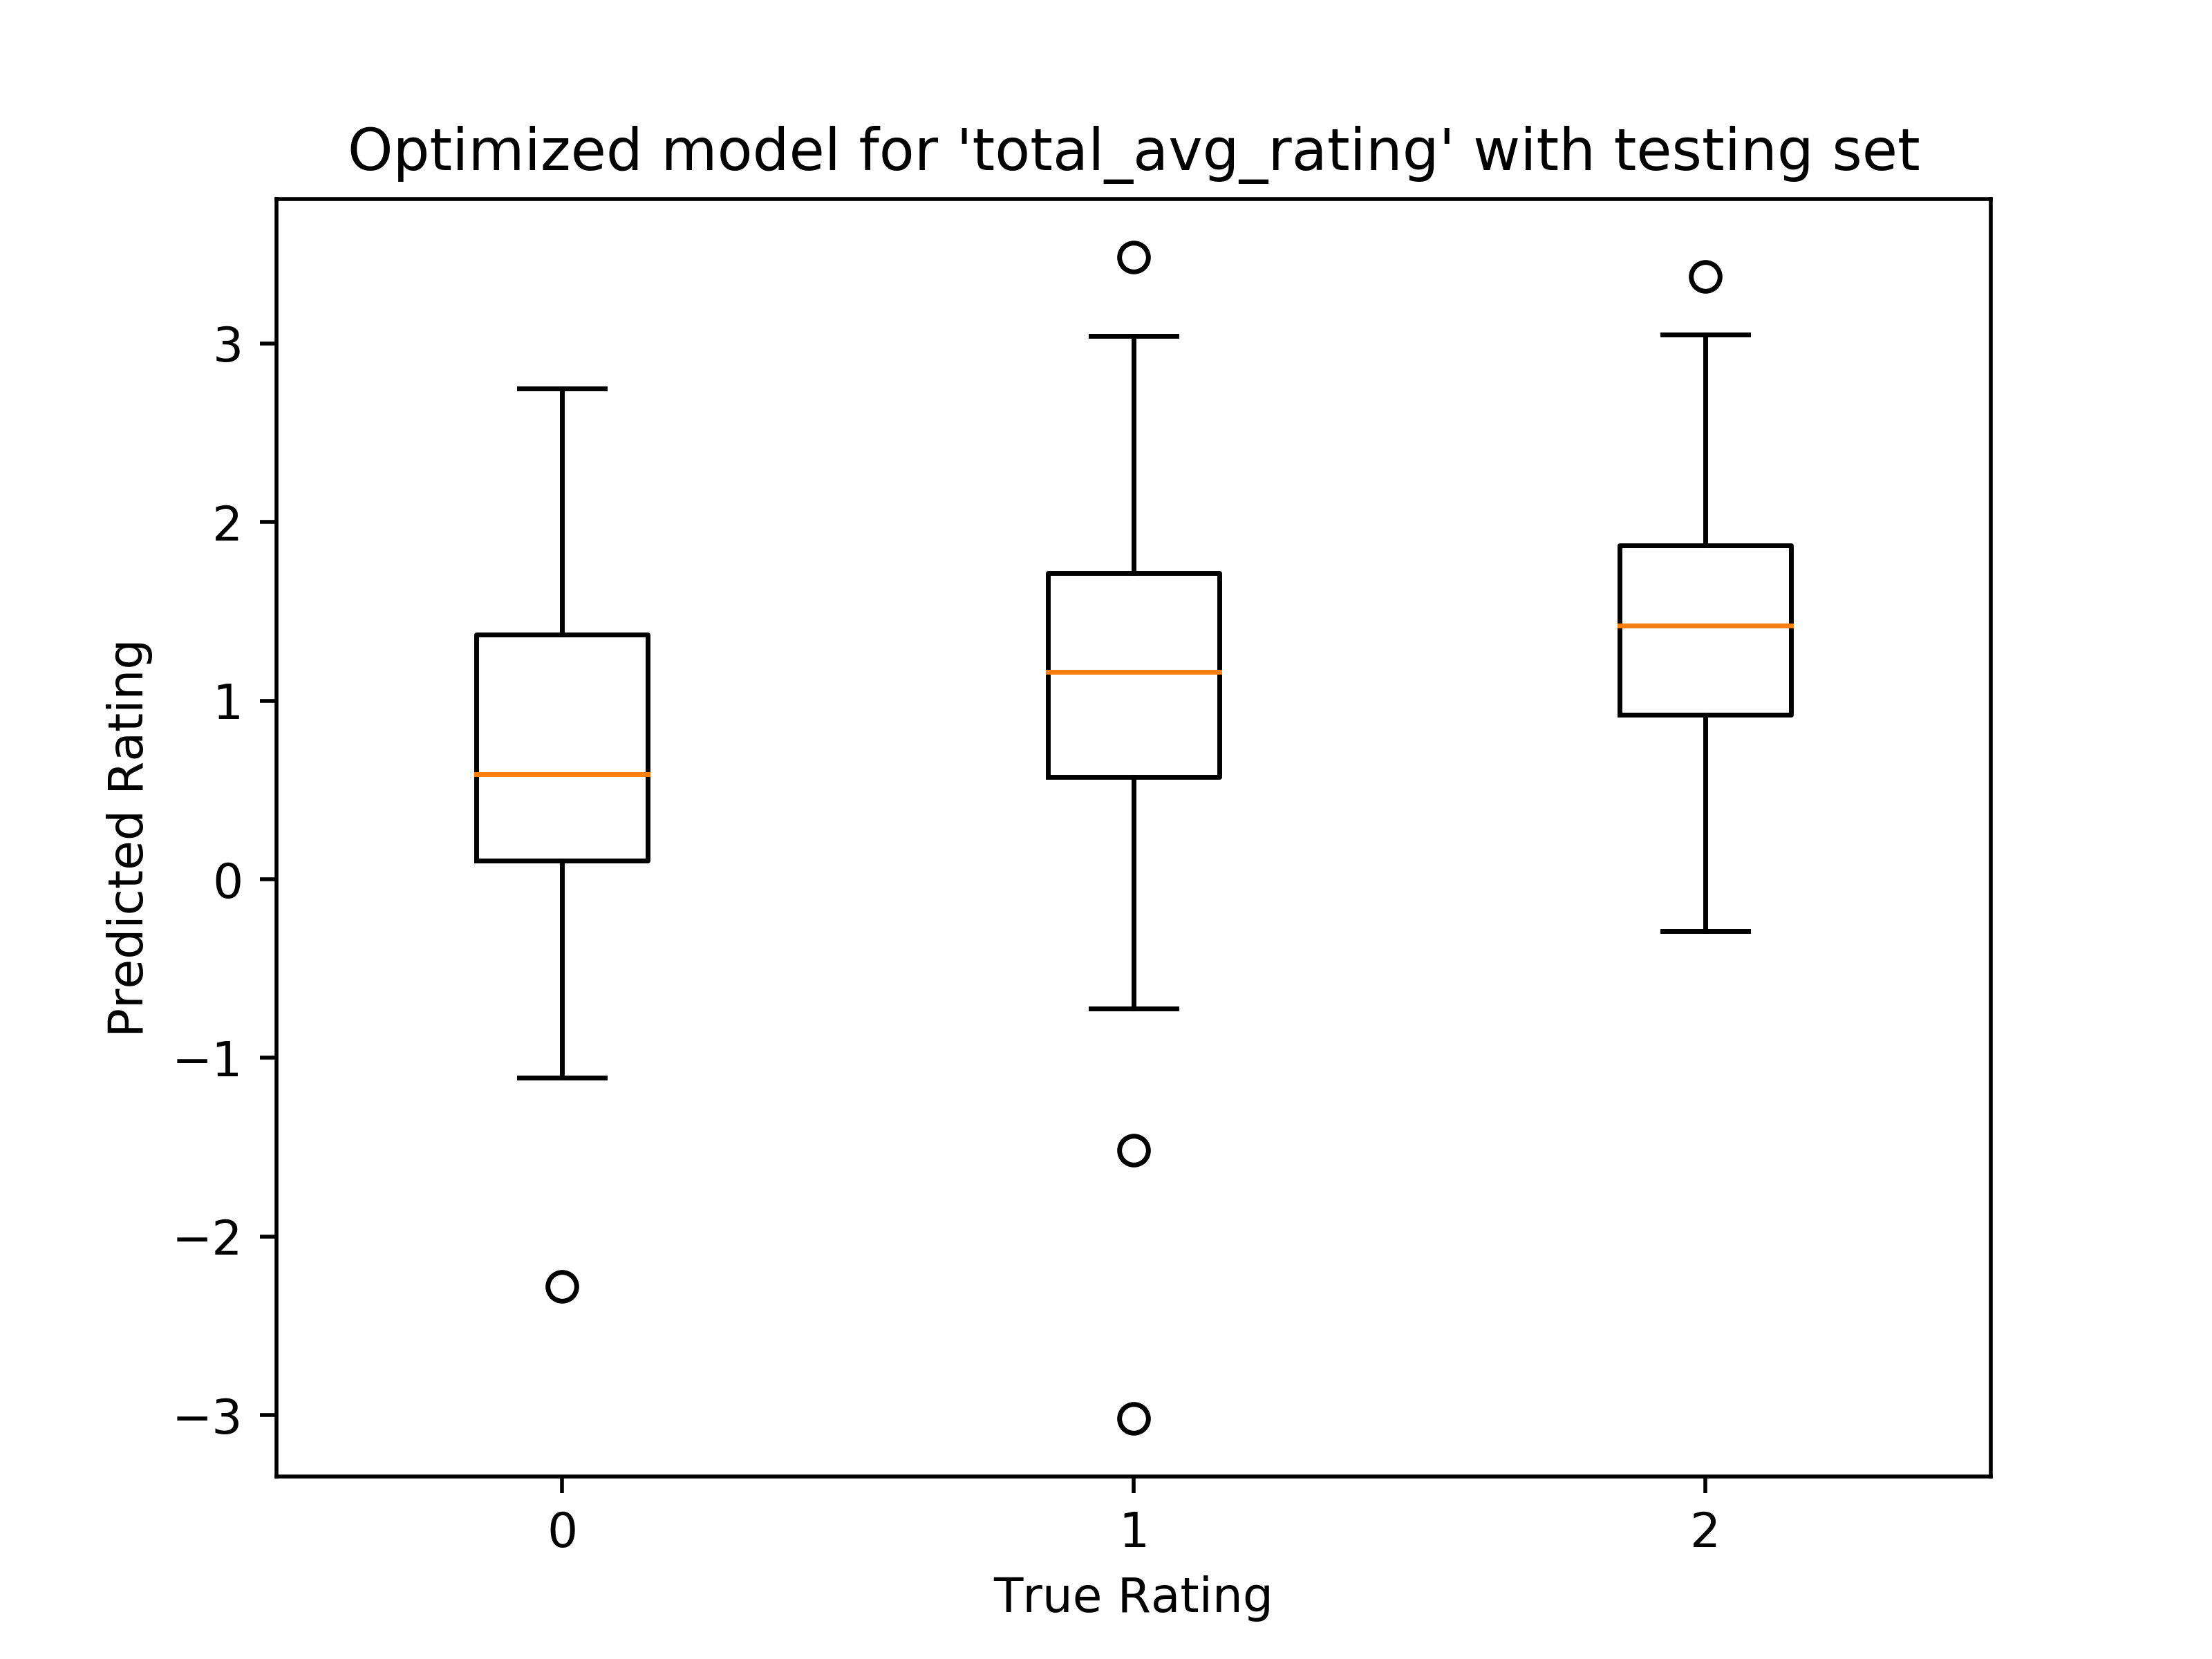 Optimized model for 'total_avg_rating' with testing set
Predicted Rating
3
2
1
0
−1
−2
−3
0 1 2
True Rating